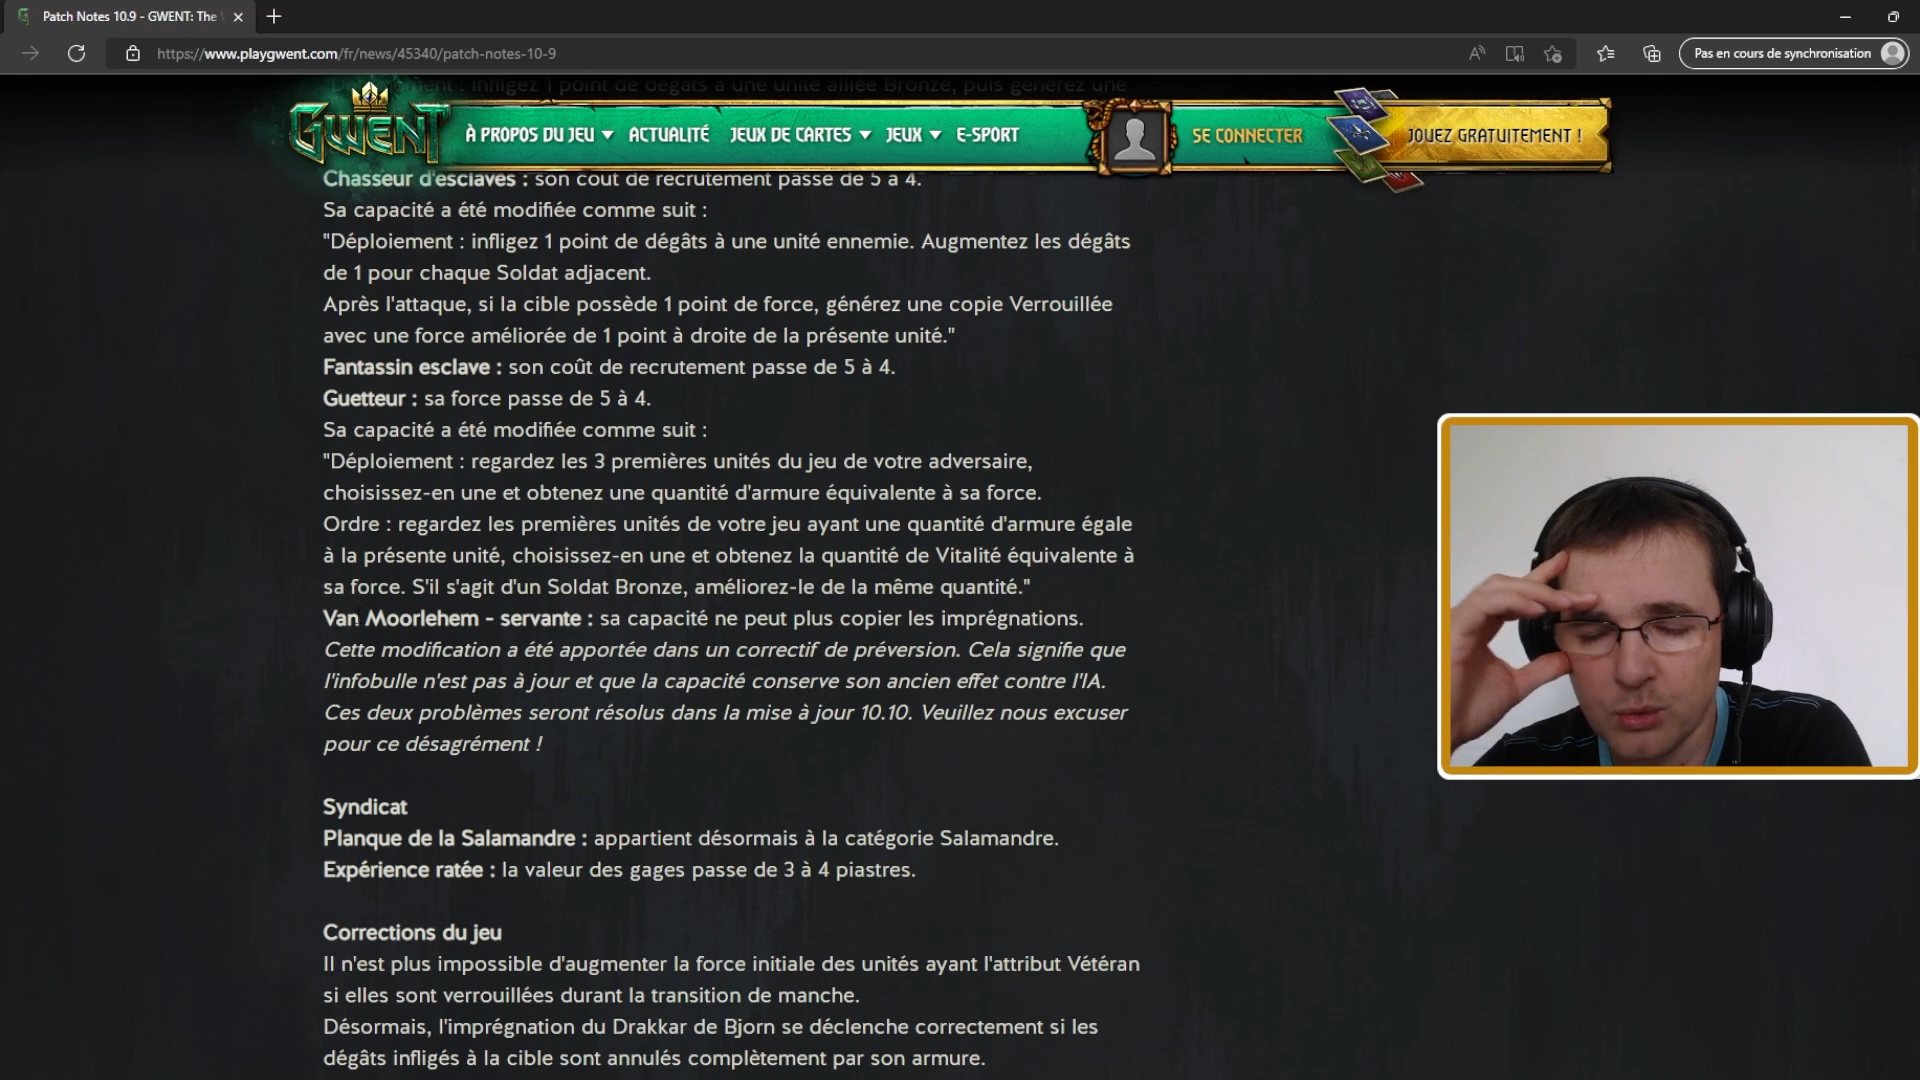 Patch Notes 10.9 - GWENT: The
https://www.playgwent.com/fr/news/45340/patch-notes-10-9
Pas en cours de synchronisation
"Déploiement : infligez 1 point de dégâts à une unité alliée Bronze, puis générez une
GWENT
À PROPOS DU JEU
ACTUALITÉ
JEUX DE CARTES
JEUX
E-SPORT
SE CONNECTER
JOUEZ GRATUITEMENT !
Chasseur d'esclaves : son coût de recrutement passe de 5 à 4.
Sa capacité a été modifiée comme suit :
"Déploiement : infligez 1 point de dégâts à une unité ennemie. Augmentez les dégâts
de 1 pour chaque Soldat adjacent.
Après l'attaque, si la cible possède 1 point de force, générez une copie Verrouillée
avec une force améliorée de 1 point à droite de la présente unité."
Fantassin esclave : son coût de recrutement passe de 5 à 4.
Guetteur : sa force passe de 5 à 4.
Sa capacité a été modifiée comme suit :
"Déploiement : regardez les 3 premières unités du jeu de votre adversaire,
choisissez-en une et obtenez une quantité d'armure équivalente à sa force.
Ordre : regardez les premières unités de votre jeu ayant une quantité d'armure égale
à la présente unité, choisissez-en une et obtenez la quantité de Vitalité équivalente à
sa force. S'il s'agit d'un Soldat Bronze, améliorez-le de la même quantité."
Van Moorlehem - servante : sa capacité ne peut plus copier les imprégnations.
Cette modification a été apportée dans un correctif de préversion. Cela signifie que
l'infobulle n'est pas à jour et que la capacité conserve son ancien effet contre l'IA.
Ces deux problèmes seront résolus dans la mise à jour 10.10. Veuillez nous excuser
pour ce désagrément !
Syndicat
Planque de la Salamandre : appartient désormais à la catégorie Salamandre.
Expérience ratée : la valeur des gages passe de 3 à 4 piastres.
Corrections du jeu
Il n'est plus impossible d'augmenter la force initiale des unités ayant l'attribut Vétéran
si elles sont verrouillées durant la transition de manche.
Désormais, l'imprégnation du Drakkar de Bjorn se déclenche correctement si les
dégâts infligés à la cible sont annulés complètement par son armure.